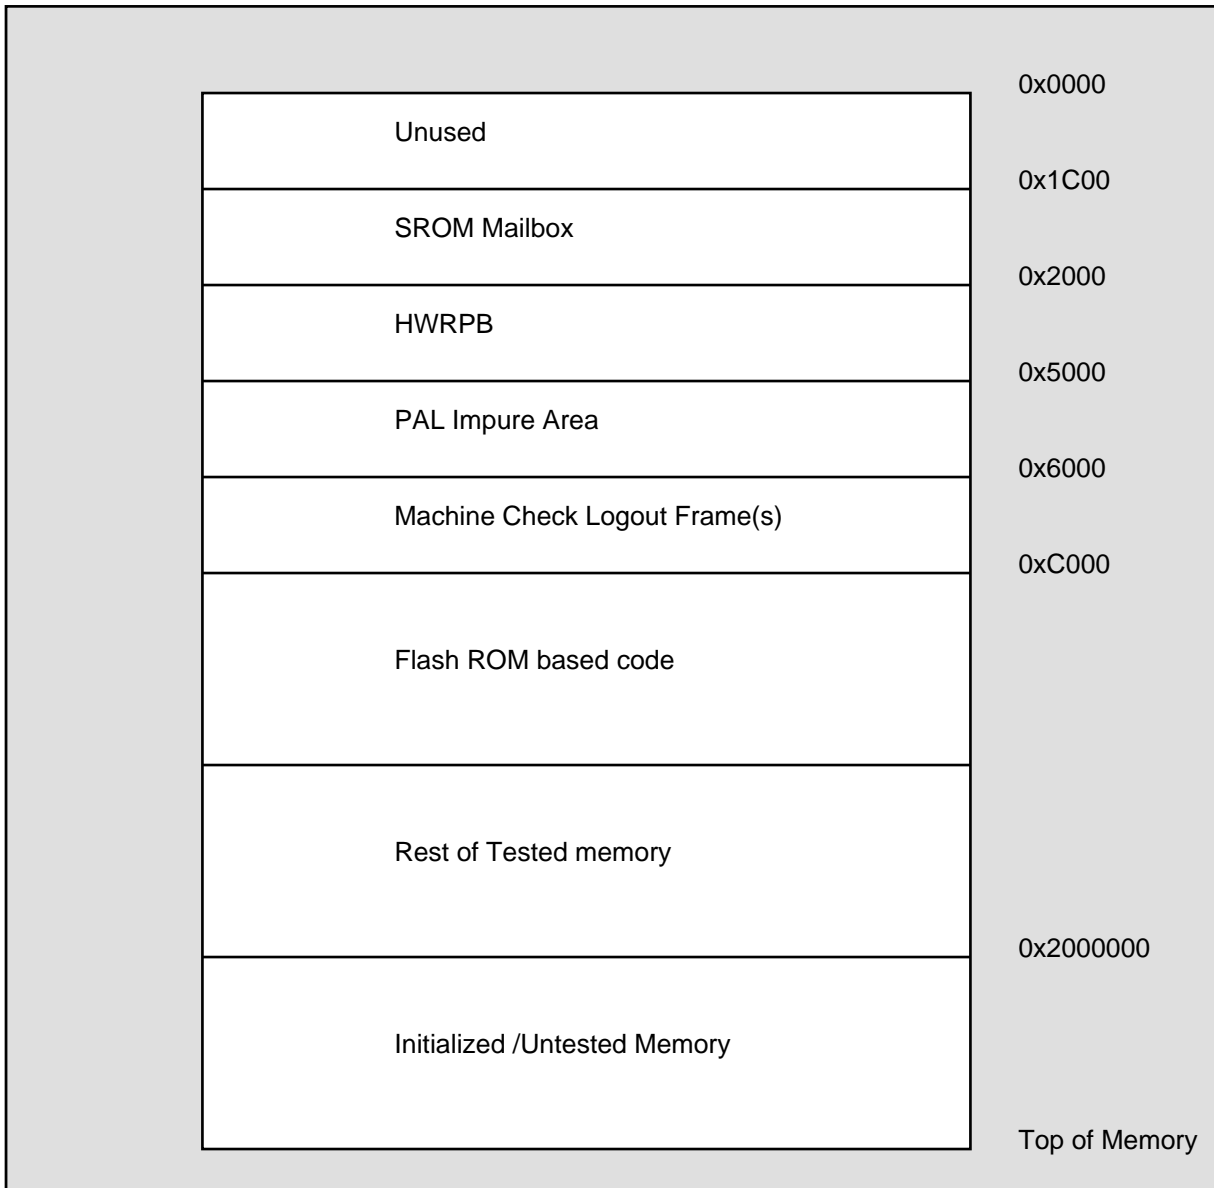 0x0000
Unused
0x1C00
SROM Mailbox
0x2000
HWRPB
0x5000
PAL Impure Area
0x6000
Machine Check Logout Frame(s)
0xC000
Flash ROM based code
Rest of Tested memory
0x2000000
Initialized /Untested Memory
Top of Memory